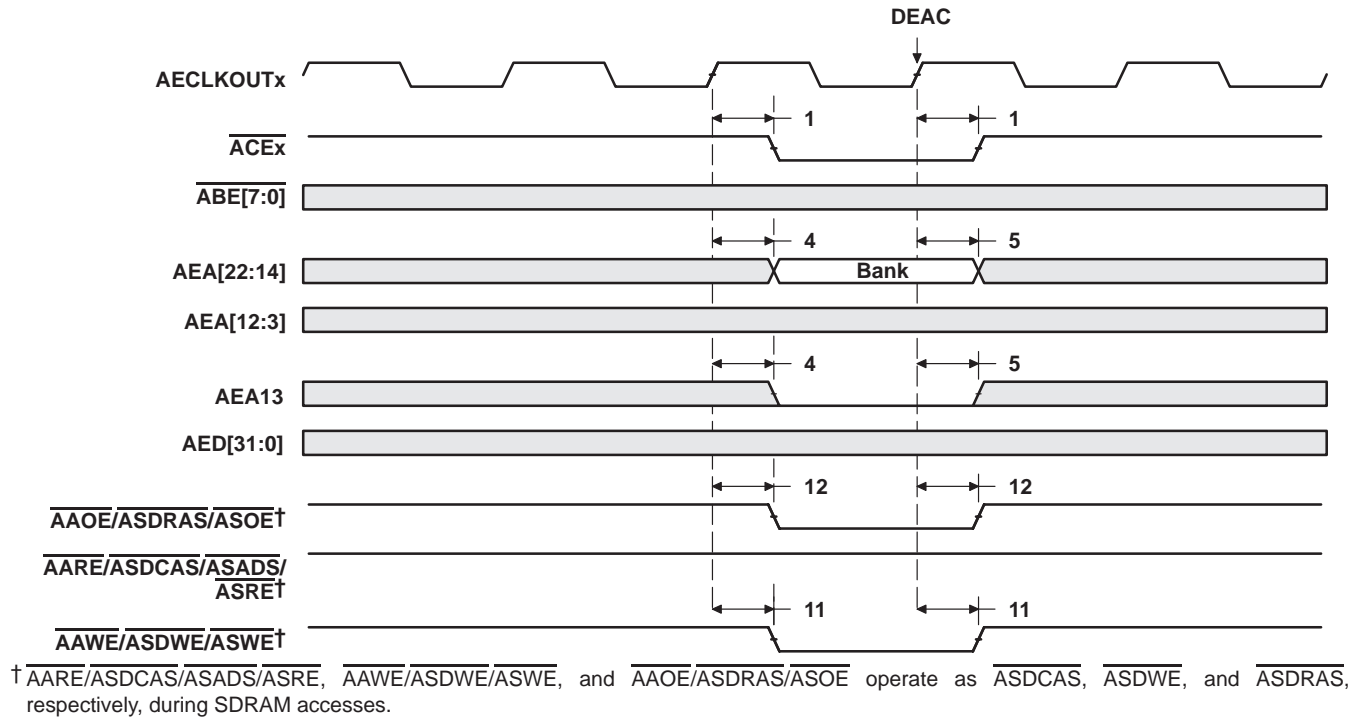 DEAC
AECLKOUTx
1 1
ACEx
ABE[7:0]
4 5
AEA[22:14] Bank
AEA[12:3]
4 5
AEA13
AED[31:0]
12 12
AAOE/ASDRAS/ASOE†
AARE/ASDCAS/ASADS/
ASRE†
11 11
AAWE/ASDWE/ASWE†
† AARE/ASDCAS/ASADS/ASRE, AAWE/ASDWE/ASWE, and AAOE/ASDRAS/ASOE operate as ASDCAS, ASDWE, and ASDRAS,
respectively, during SDRAM accesses.